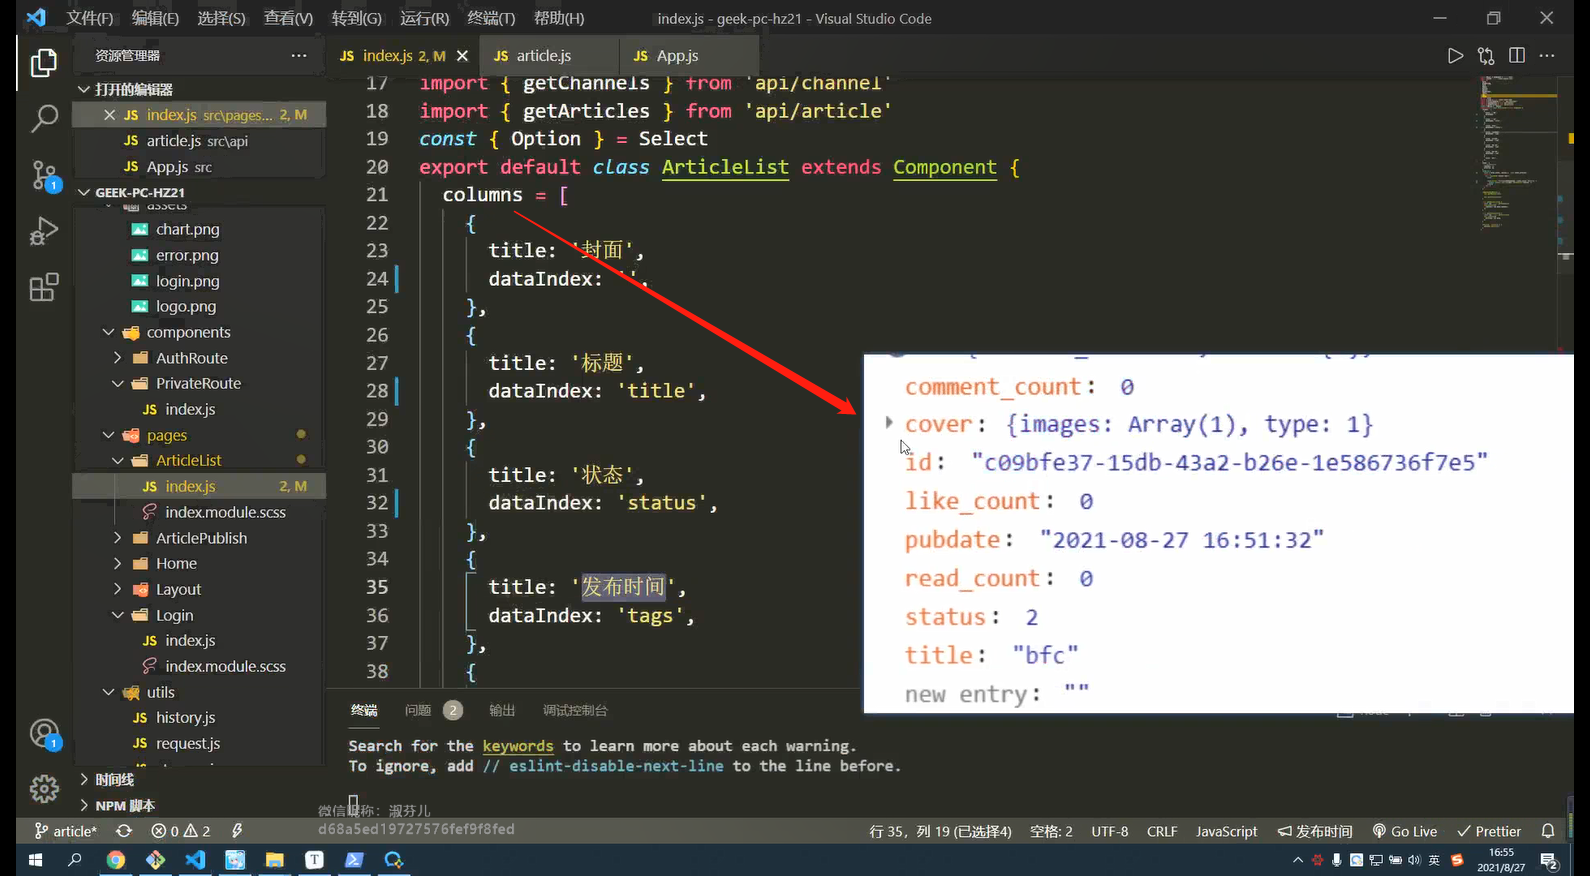 文件(F) 编辑(E) 选择(S) 查看(V) 转到(G) 运行(R) 终端(T) 帮助(H) index.js - geek-pc-hz21 - Visual Studio Code
资源管理器 ···
JS index.js 2, M JS article.js JS App.js
打开的编辑器
JS index.js src\pages... 2, M
JS article.js src\api
JS App.js src
GEEK-PC-HZ21
assets
chart.png
error.png
login.png
logo.png
components
AuthRoute
PrivateRoute
JS index.js
pages
ArticleList
JS index.js 2, M
index.module.scss
ArticlePublish
Home
Layout
Login
JS index.js
index.module.scss
utils
JS history.js
JS request.js
时间线
NPM 脚本
17 import { getChannels } from 'api/channel'
18 import { getArticles } from 'api/article'
19 const { Option } = Select
20 export default class ArticleList extends Component {
21 columns = [
22 {
23 title: '封面',
24 dataIndex: '',
25 },
26 {
27 title: '标题',
28 dataIndex: 'title',
29 },
30 {
31 title: '状态',
32 dataIndex: 'status',
33 },
34 {
35 title: '发布时间',
36 dataIndex: 'tags',
37 },
38 {
comment_count: 0
cover: {images: Array(1), type: 1}
id: "c09bfe37-15db-43a2-b26e-1e586736f7e5"
like_count: 0
pubdate: "2021-08-27 16:51:32"
read_count: 0
status: 2
title: "bfc"
new entry: ""
终端 问题 2 输出 调试控制台
Search for the keywords to learn more about each warning.
To ignore, add // eslint-disable-next-line to the line before.
微信昵称: 淑芬儿
d68a5ed19727576fef9f8fed
article* 0 2 行 35，列 19 (已选择4) 空格: 2 UTF-8 CRLF JavaScript 发布时间 Go Live Prettier
英 16:55
2021/8/27